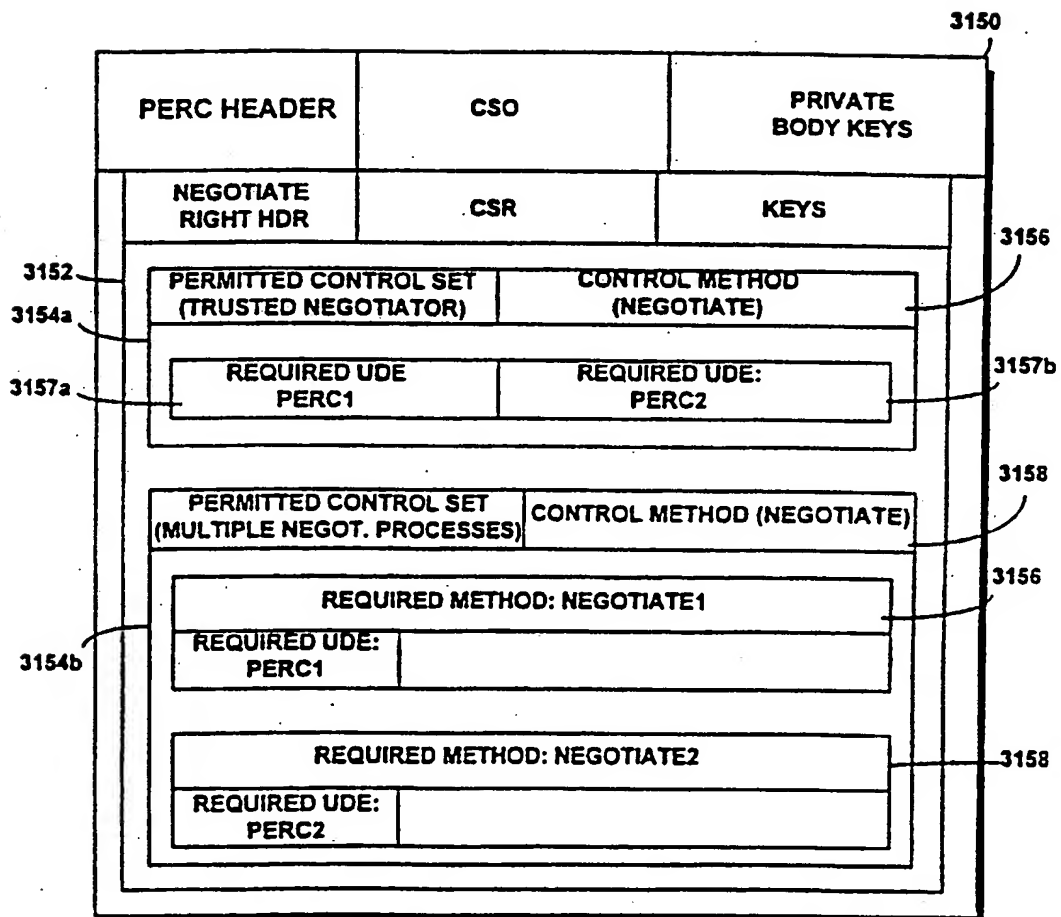 3150
PERC HEADER
CSO
PRIVATE
BODY KEYS
NEGOTIATE
RIGHT HDR
CSR
KEYS
3156
3152
PERMITTED CONTROL SET
(TRUSTED NEGOTIATOR)
CONTROL METHOD
(NEGOTIATE)
3154a
REQUIRED UDE
PERC1
REQUIRED UDE:
PERC2
3157b
3157a
3158
PERMITTED CONTROL SET
(MULTIPLE NEGOT. PROCESSES)
CONTROL METHOD (NEGOTIATE)
3156
REQUIRED METHOD: NEGOTIATE1
3154b
REQUIRED UDE:
PERC1
REQUIRED METHOD: NEGOTIATE2
3158
REQUIRED UDE:
PERC2